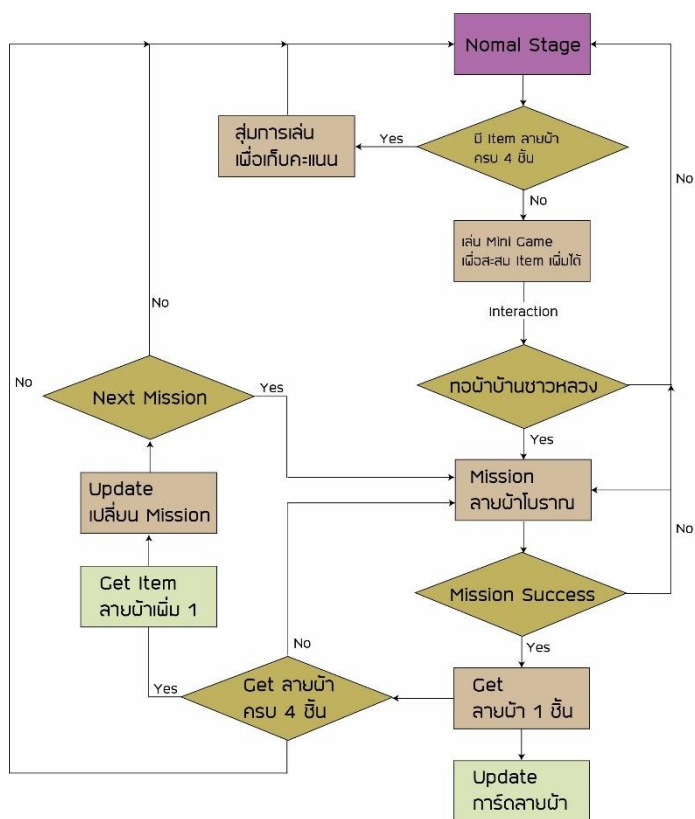 Nomal Stage
มี Item ลายผ้า
ครบ 4 ชิ้น
Yes
สุ่มการเล่น
เพื่อเก็บคะแนน
No
No
เล่น Mini Game
เพื่อสะสม Item เพิ่มได้
Interaction
No
ทอผ้าบ้านซาวหลวง
No
Next Mission
Yes
Yes
Mission
ลายผ้าโบราณ
Update
เปลี่ยน Mission
No
Mission Success
Get Item
ลายผ้าเพิ่ม 1
No
Yes
Yes
Get ลายผ้า
ครบ 4 ชิ้น
Get
ลายผ้า 1 ชิ้น
Update
การ์ดลายผ้า